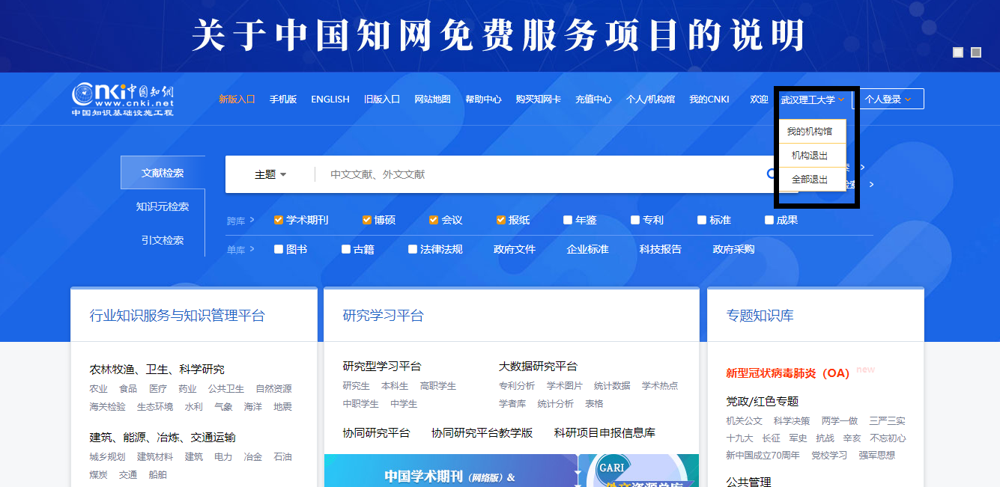 关于中国知网免费服务项目的说明
cnki 中国知网
www.cnki.net
中国知识基础设施工程
新版入口 手机版 ENGLISH 旧版入口 网站地图 帮助中心 购买知网卡 充值中心 个人/机构馆 我的CNKI 欢迎 武汉理工大学 个人登录
我的机构馆
机构退出
全部退出
文献检索
知识元检索
引文检索
主题 中文文献、外文文献
跨库 > 学术期刊 博硕 会议 报纸 年鉴 专利 标准 成果
单库 > 图书 古籍 法律法规 政府文件 企业标准 科技报告 政府采购
行业知识服务与知识管理平台
农林牧渔、卫生、科学研究
农业 食品 医疗 药业 公共卫生 自然资源
海关检验 生态环境 水利 气象 海洋 地震
建筑、能源、冶炼、交通运输
城乡规划 建筑材料 建筑 电力 冶金 石油
煤炭 交通 船舶
研究学习平台
研究型学习平台
研究生 本科生 高职学生
中职学生 中学生
大数据研究平台
专利分析 学术图片 统计数据 学术热点
学者库 统计分析 表格
协同研究平台 协同研究平台教学版 科研项目申报信息库
中国学术期刊（网络版）&
GARI
外文资源总库
专题知识库
新型冠状病毒肺炎（OA） new
党政/红色专题
机关公文 科学决策 两学一做 三严三实
十九大 长征 军史 抗战 辛亥 不忘初心
新中国成立70周年 党校学习 强军思想
公共管理